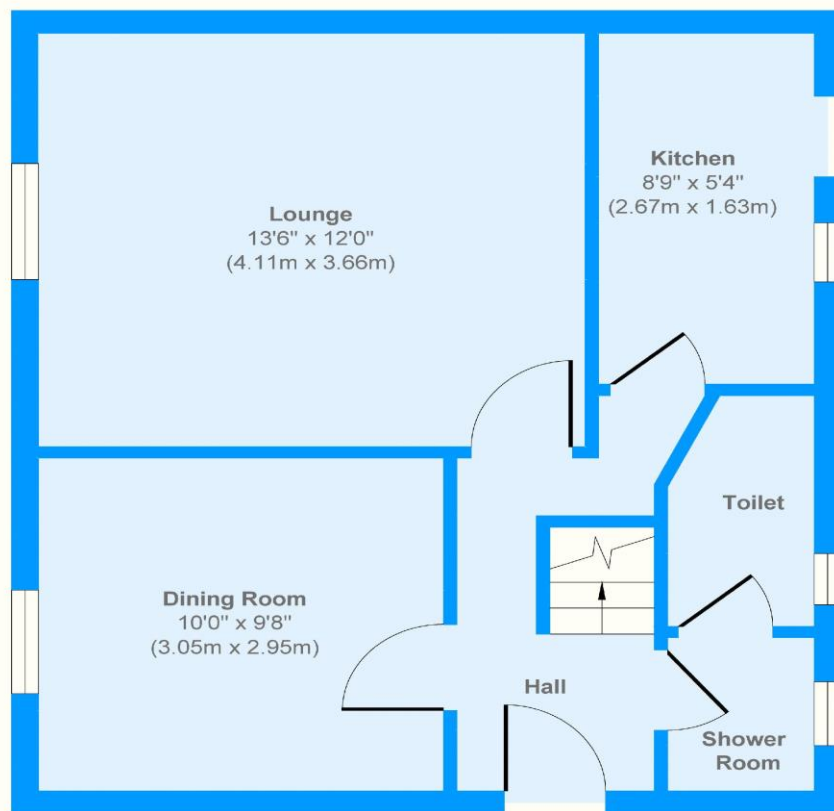 Kitchen
8'9" x 5'4"
(2.67m x 1.63m)
Lounge
13'6" x 12'0"
(4.11m x 3.66m)
Toilet
Dining Room
10'0" x 9'8"
(3.05m x 2.95m)
Hall
Shower
Room